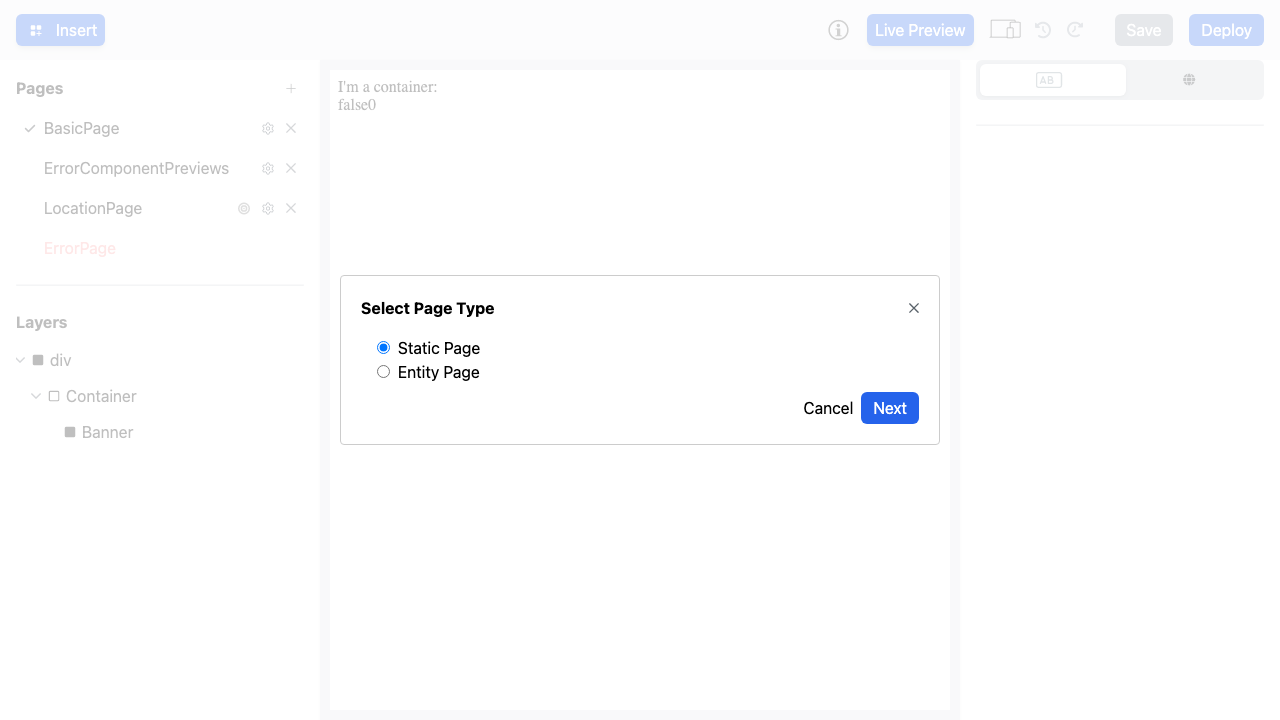 Insert
Live Preview
Save
Deploy
Pages
BasicPage
ErrorComponentPreviews
LocationPage
ErrorPage
Layers
div
Container
Banner
I'm a container:
false0
AB
Select Page Type
Static Page
Entity Page
Cancel
Next